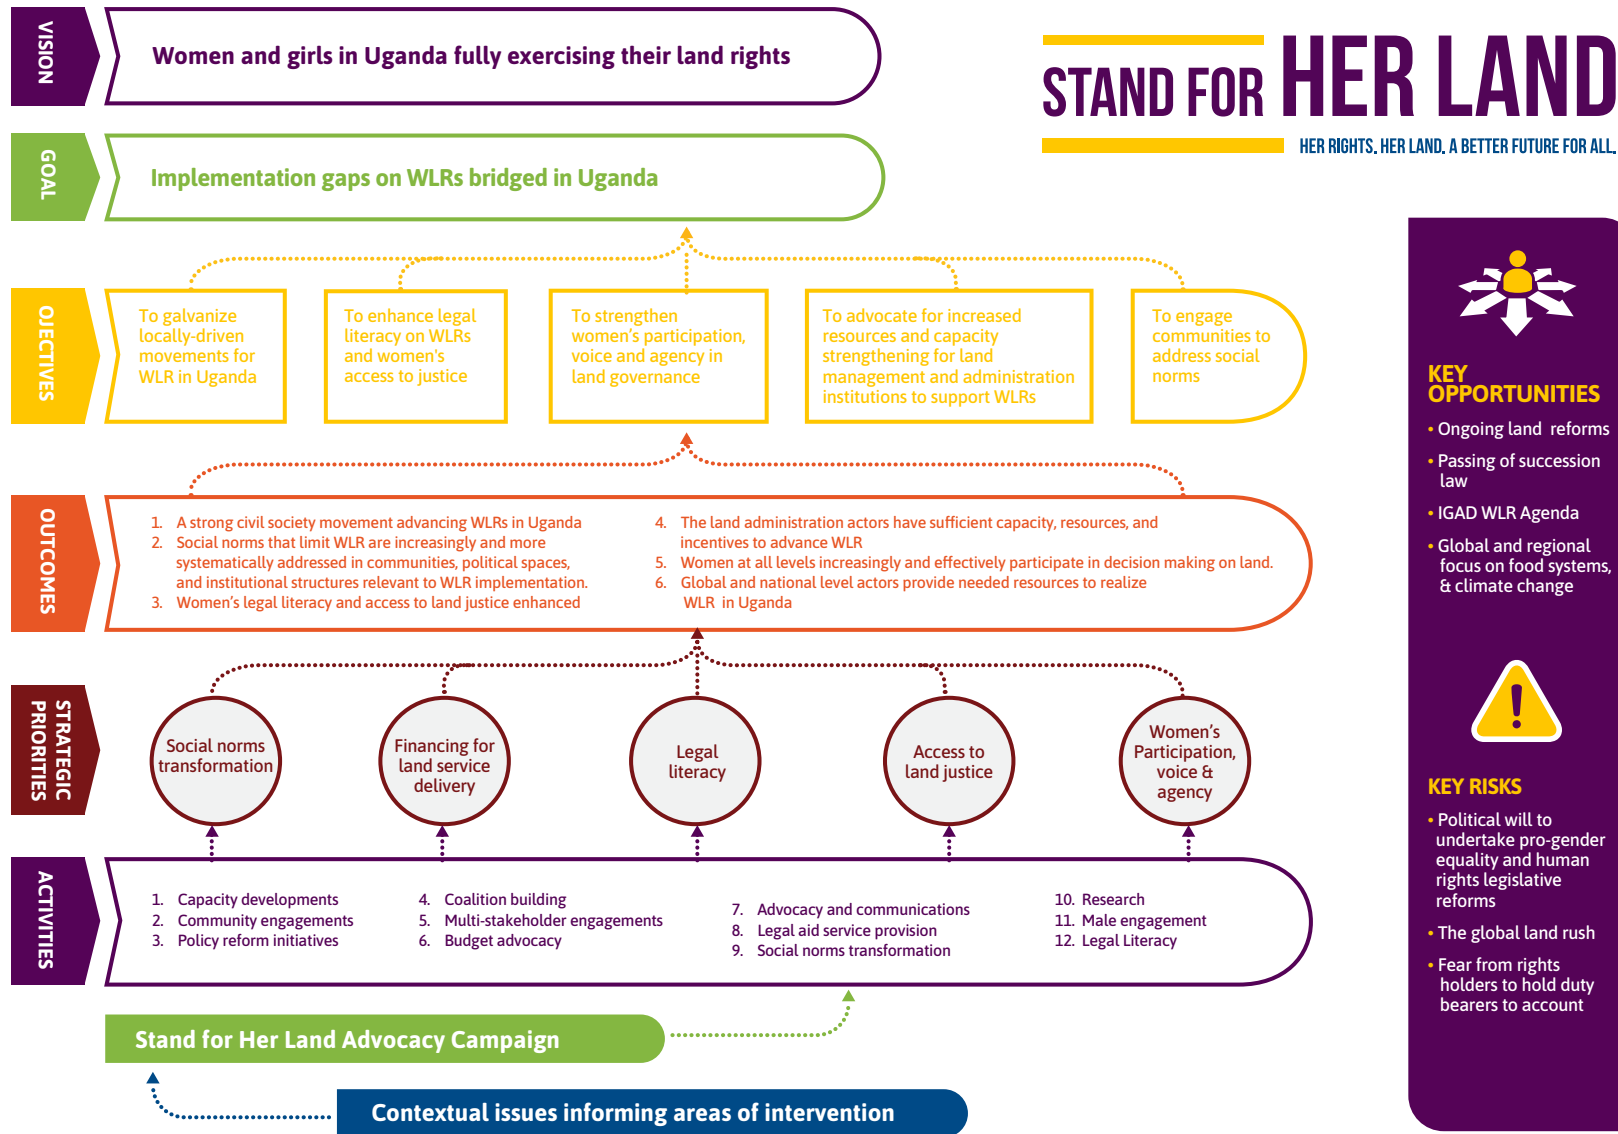 VISION
Women and girls in Uganda fully exercising their land rights
STAND FOR HER LAND
HER RIGHTS. HER LAND. A BETTER FUTURE FOR ALL.
GOAL
Implementation gaps on WLRs bridged in Uganda
OJECTIVES
To galvanize
locally-driven
movements for
WLR in Uganda
To enhance legal
literacy on WLRs
and women's
access to justice
To strengthen
women's participation,
voice and agency in
land governance
To advocate for increased
resources and capacity
strengthening for land
management and administration
institutions to support WLRs
To engage
communities to
address social
norms
OUTCOMES
1. A strong civil society movement advancing WLRs in Uganda
2. Social norms that limit WLR are increasingly and more
systematically addressed in communities, political spaces,
and institutional structures relevant to WLR implementation.
3. Women's legal literacy and access to land justice enhanced
4. The land administration actors have sufficient capacity, resources, and
incentives to advance WLR
5. Women at all levels increasingly and effectively participate in decision making on land.
6. Global and national level actors provide needed resources to realize
WLR in Uganda
STRATEGIC
PRIORITIES
Social norms
transformation
Financing for
land service
delivery
Legal
literacy
Access to
land justice
Women's
Participation,
voice &
agency
ACTIVITIES
1. Capacity developments
2. Community engagements
3. Policy reform initiatives
4. Coalition building
5. Multi-stakeholder engagements
6. Budget advocacy
7. Advocacy and communications
8. Legal aid service provision
9. Social norms transformation
10. Research
11. Male engagement
12. Legal Literacy
Stand for Her Land Advocacy Campaign
Contextual issues informing areas of intervention
KEY
OPPORTUNITIES
• Ongoing land reforms
• Passing of succession
law
• IGAD WLR Agenda
• Global and regional
focus on food systems,
& climate change
KEY RISKS
• Political will to
undertake pro-gender
equality and human
rights legislative
reforms
• The global land rush
• Fear from rights
holders to hold duty
bearers to account